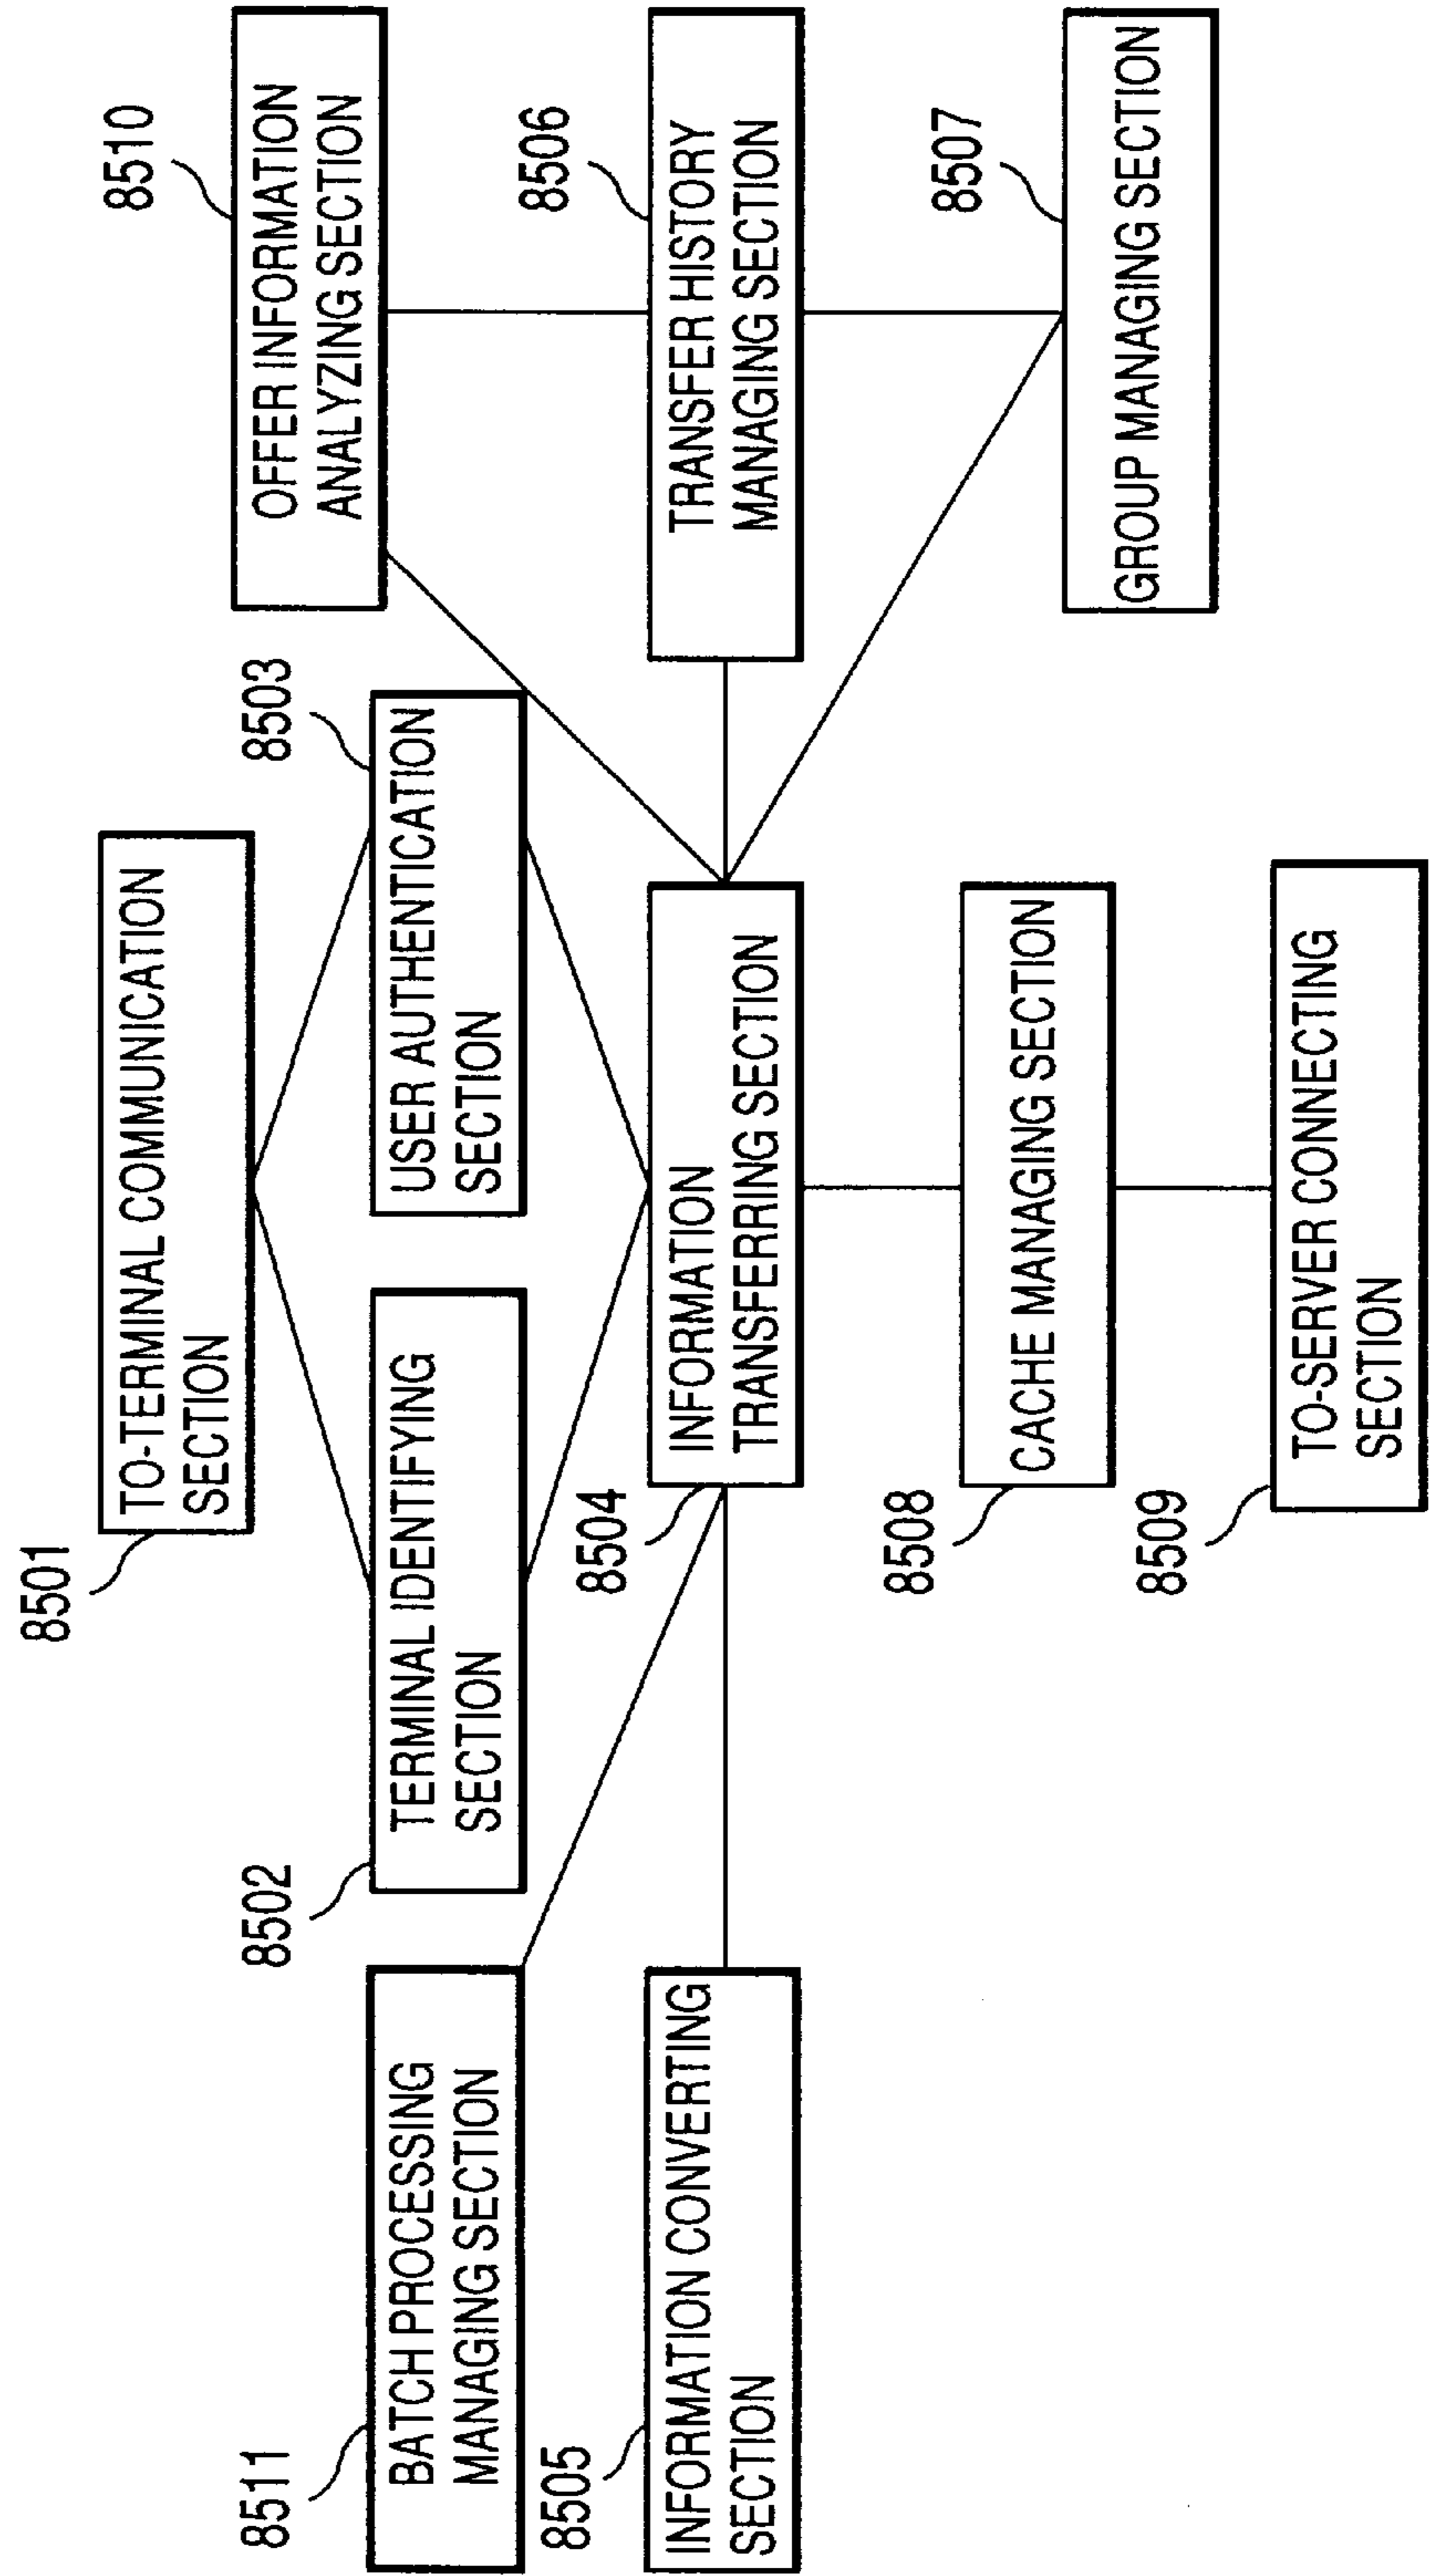 8501
TO-TERMINAL COMMUNICATION
SECTION
8510
OFFER INFORMATION
ANALYZING SECTION
8511
BATCH PROCESSING
MANAGING SECTION
8502
TERMINAL IDENTIFYING
SECTION
8503
USER AUTHENTICATION
SECTION
8505
INFORMATION CONVERTING
SECTION
8504
INFORMATION
TRANSFERRING SECTION
8506
TRANSFER HISTORY
MANAGING SECTION
8508
CACHE MANAGING SECTION
8507
GROUP MANAGING SECTION
8509
TO-SERVER CONNECTING
SECTION